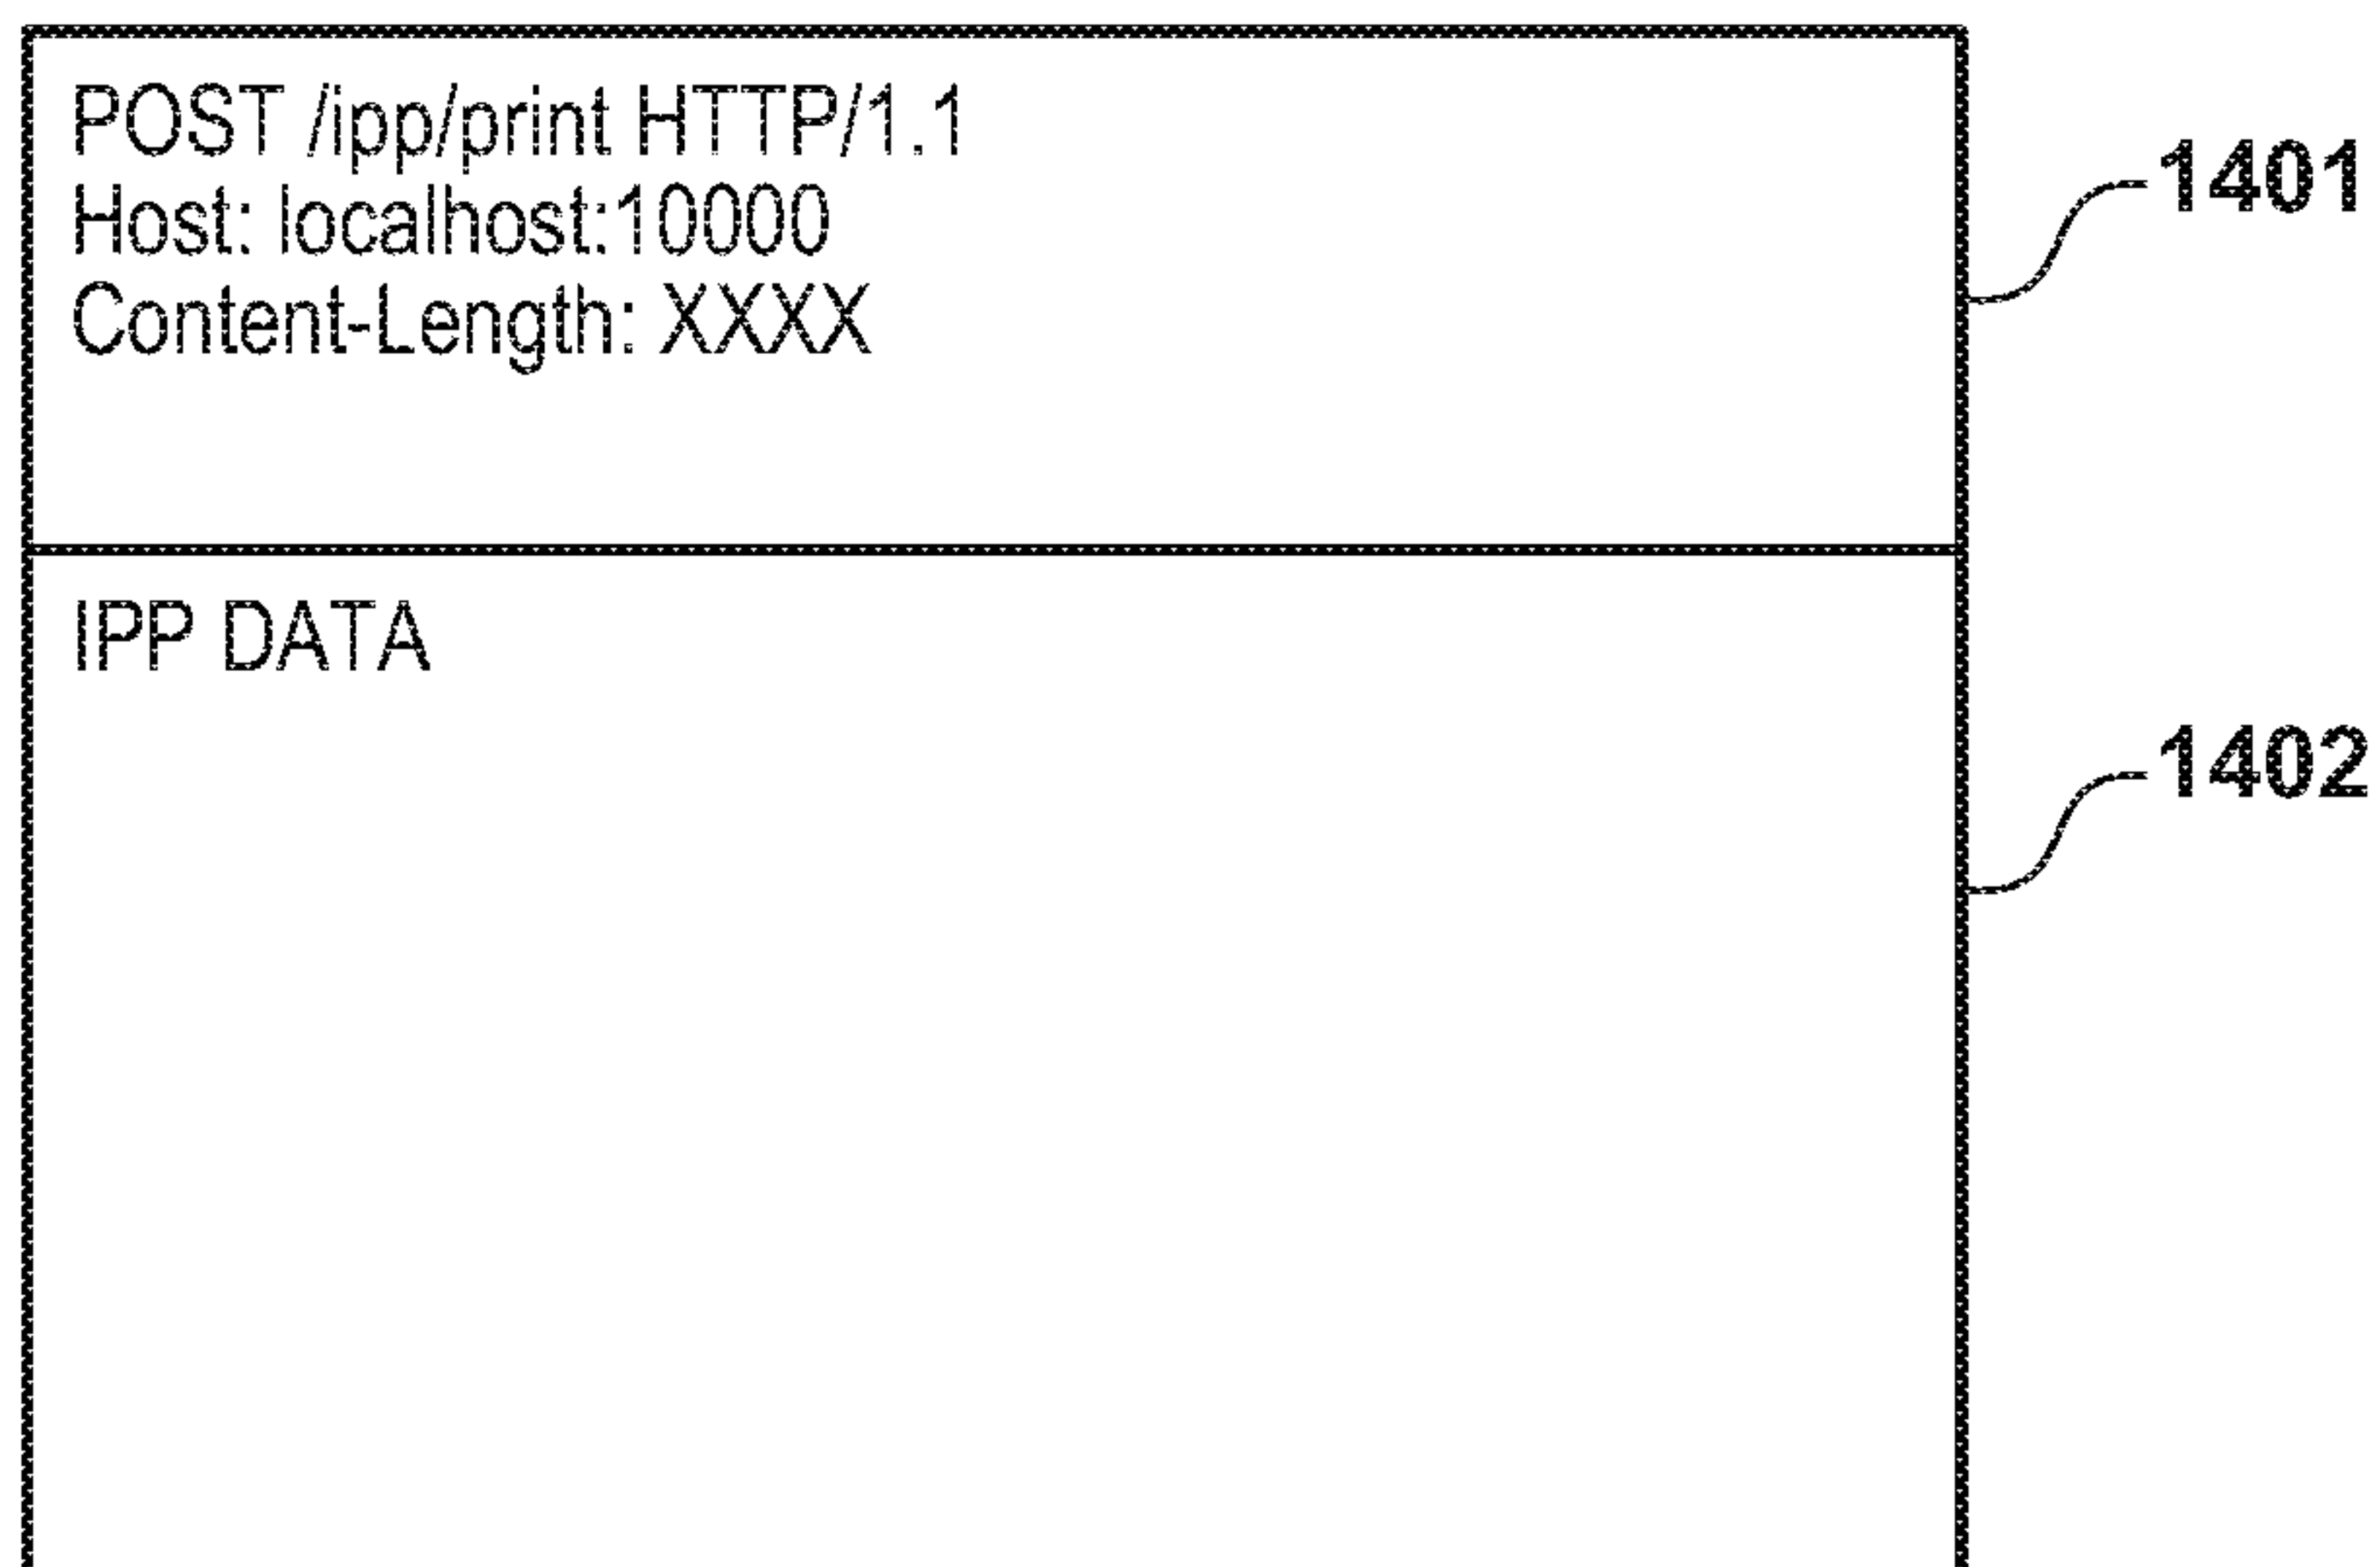 POST /ipp/print HTTP/1.1
Host: localhost:10000
Content-Length: XXXX
1401
IPP DATA
1402